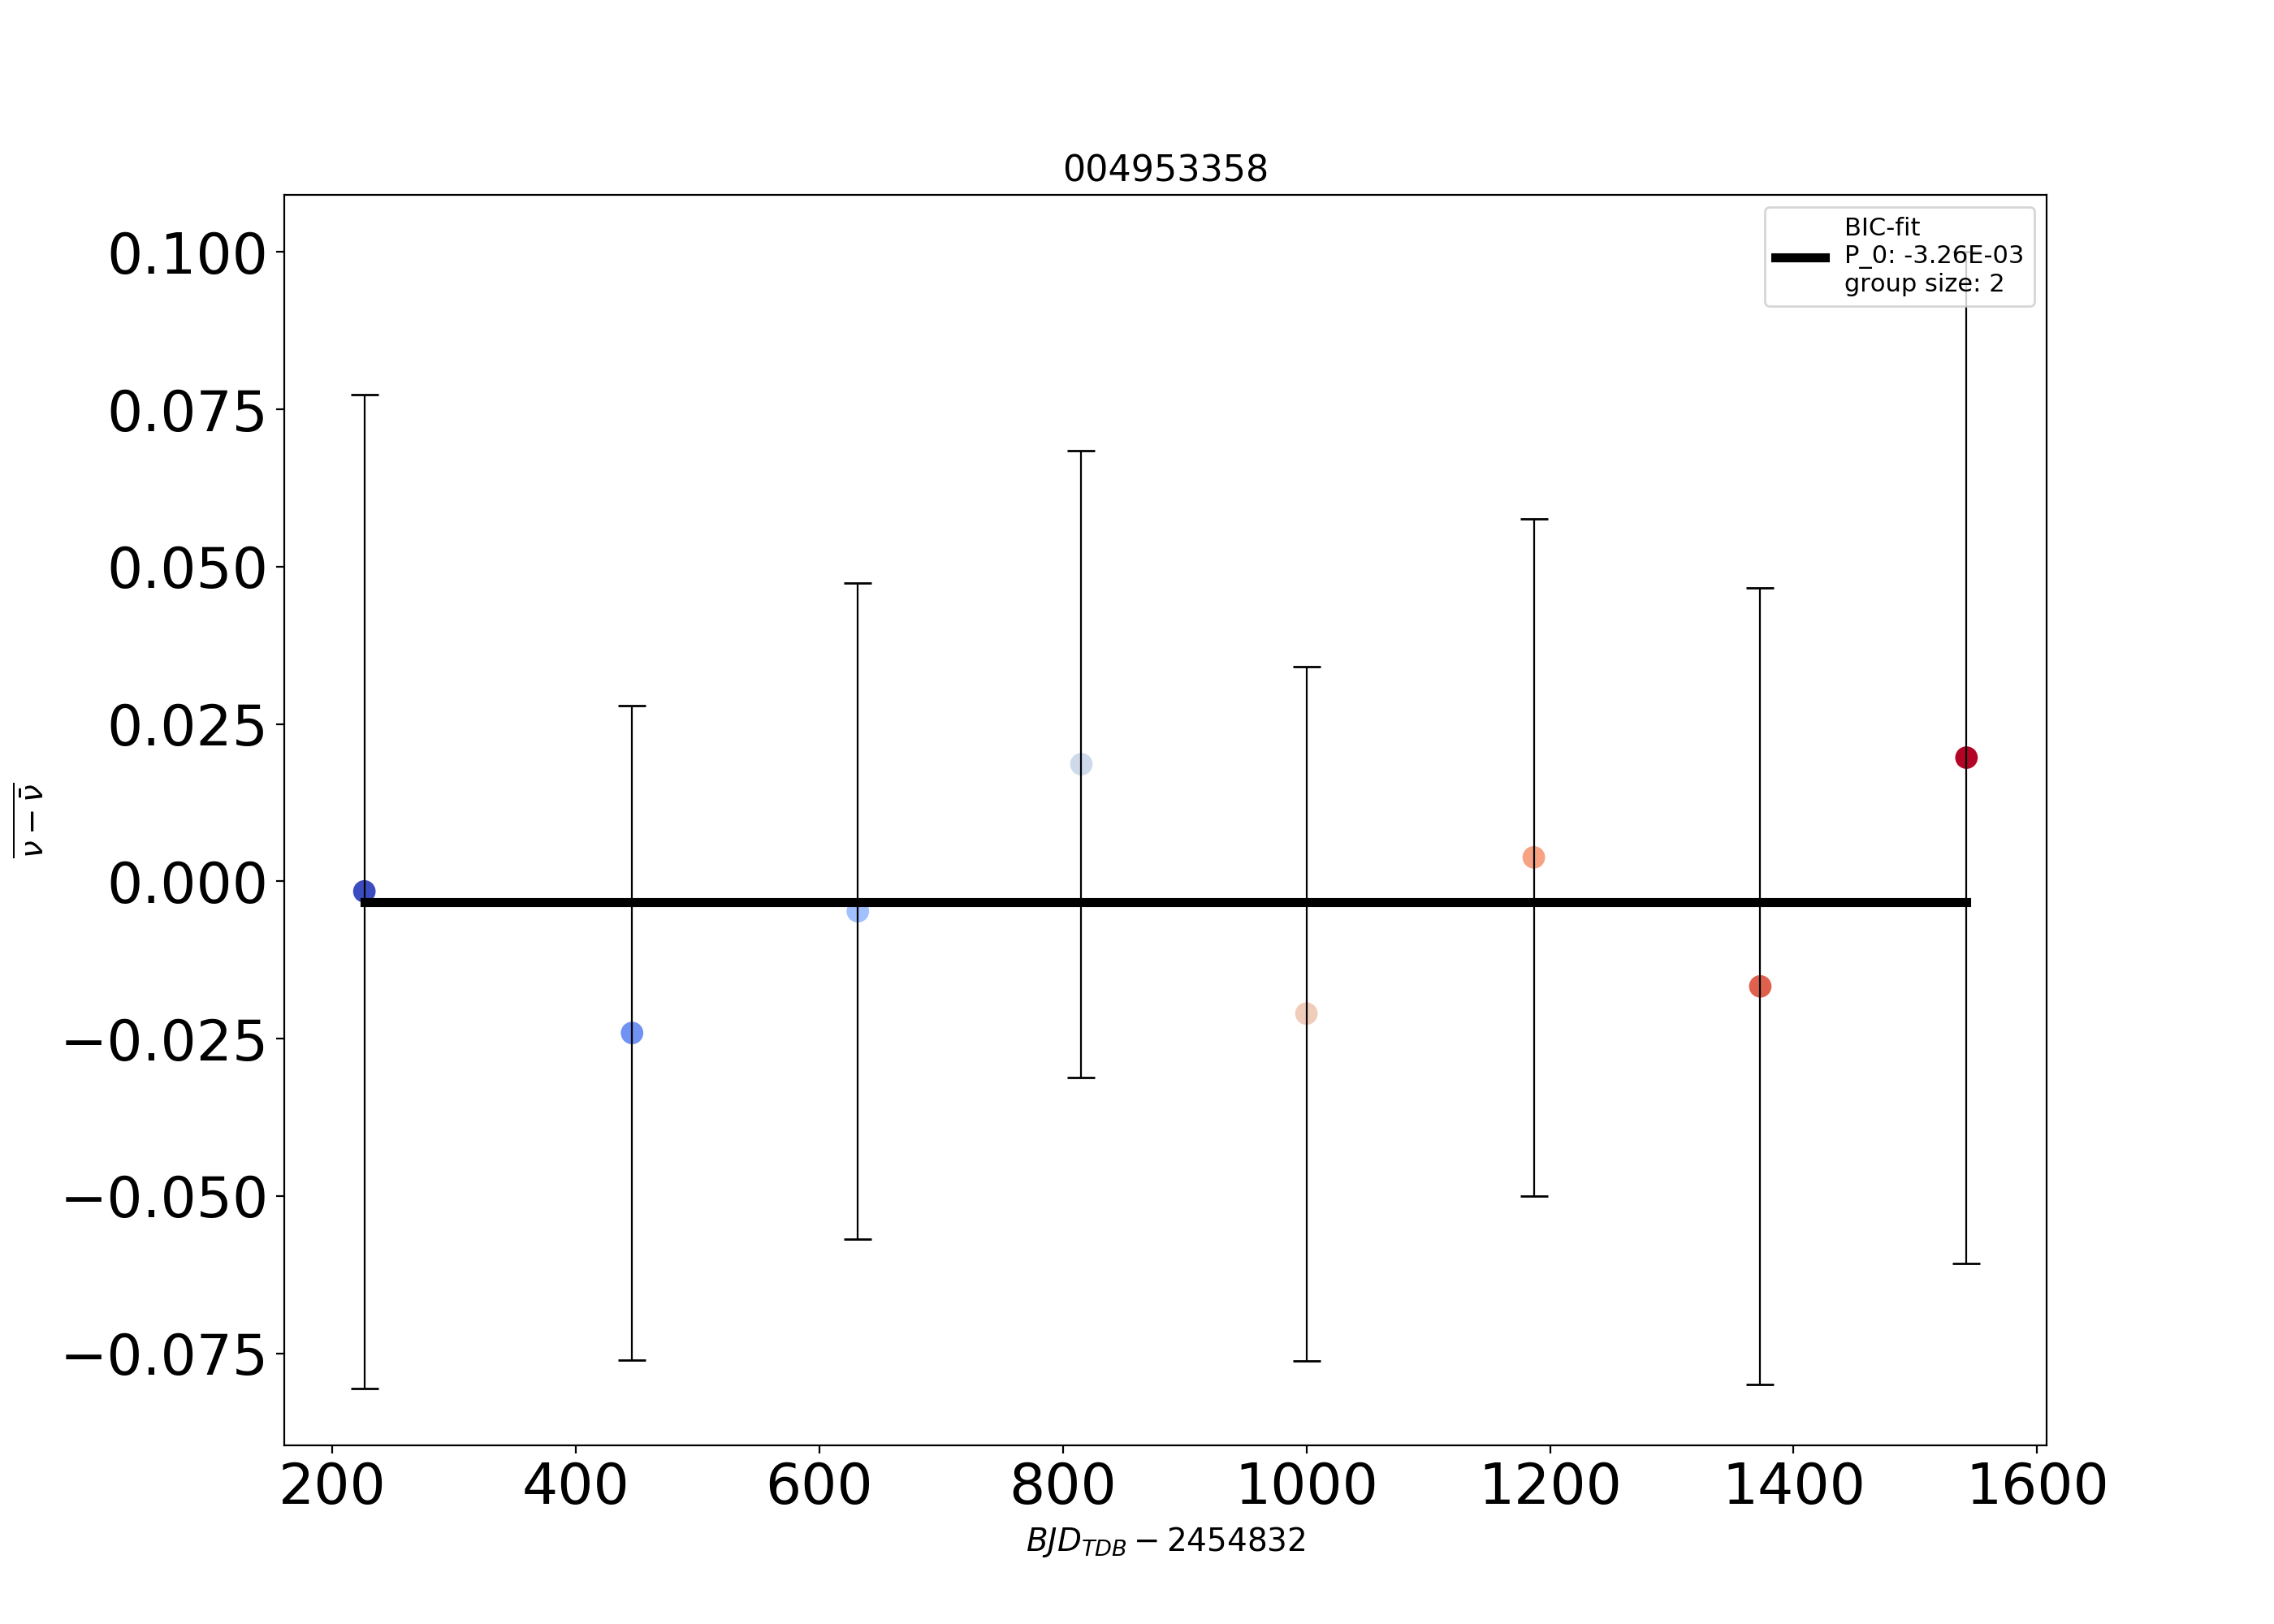 004953358
BIC-fit
P_0: -3.26E-03
group size: 2
0.100
0.075
0.050
0.025
0.000
−0.025
−0.050
−0.075
ν − ν̄
200 400 600 800 1000 1200 1400 1600
BJD_TDB − 2454832